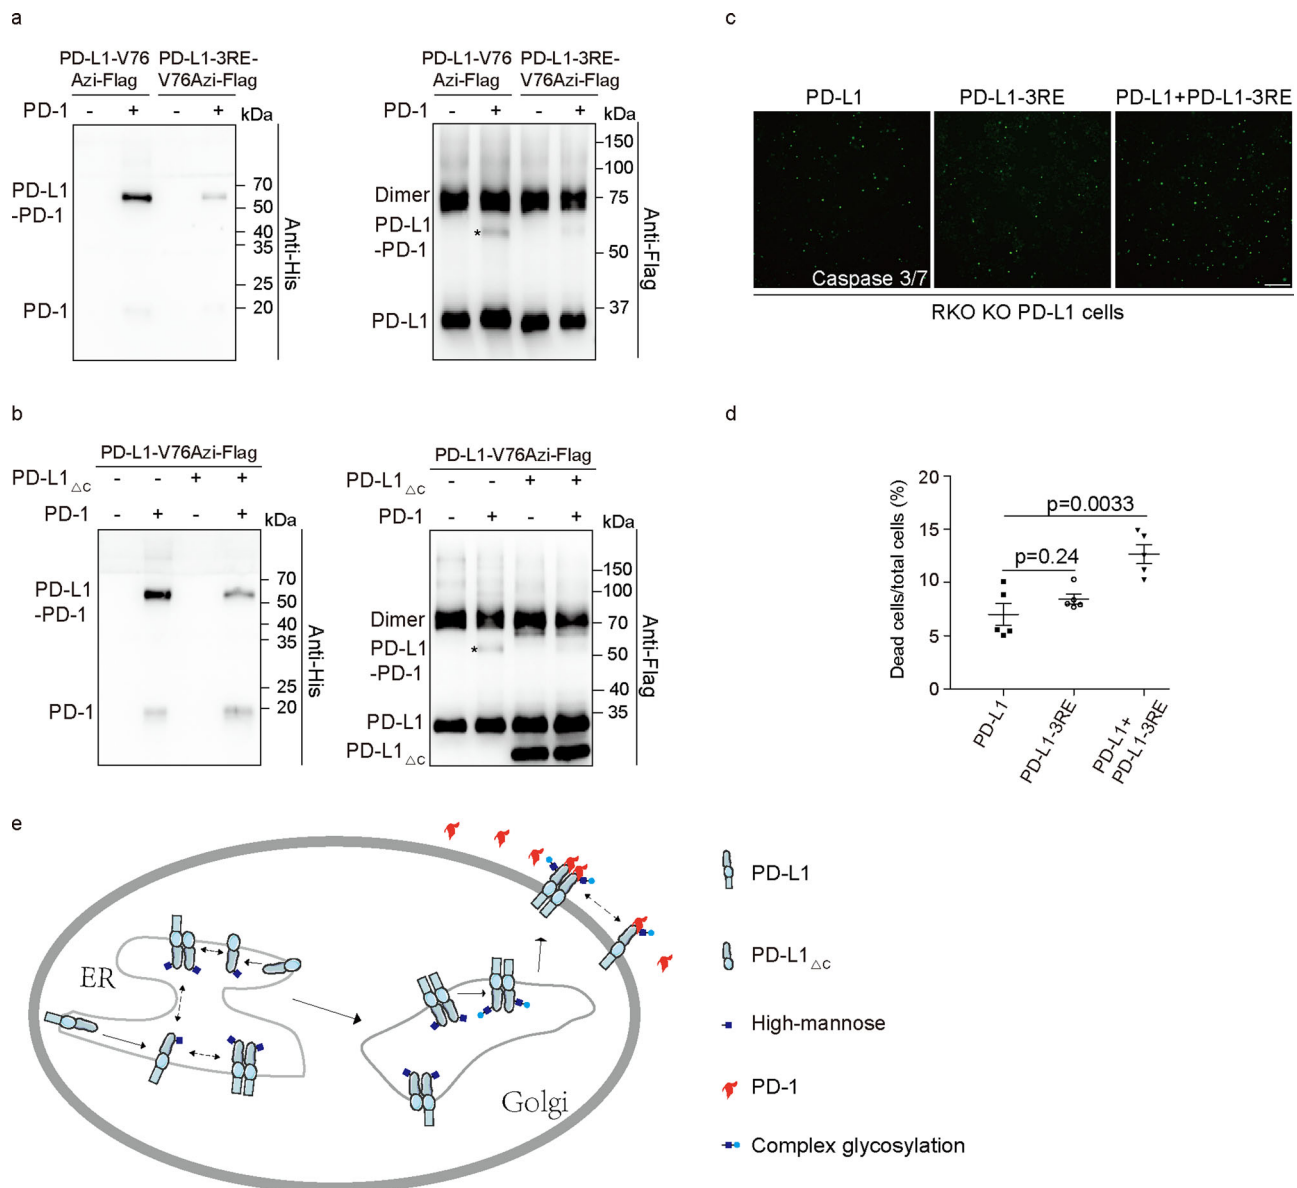 a
PD-L1-V76 PD-L1-3RE-
Azi-Flag V76Azi-Flag
PD-1 - + - + kDa
PD-L1
-PD-1
PD-1
70
50
40
35
25
20
Anti-His
PD-L1-V76 PD-L1-3RE-
Azi-Flag V76Azi-Flag
PD-1 - + - + kDa
Dimer
PD-L1
-PD-1
*
PD-L1
150
100
75
50
37
Anti-Flag
b
PD-L1-V76Azi-Flag
PD-L1△C - - + +
PD-1 - + - + kDa
PD-L1
-PD-1
PD-1
70
50
40
35
25
20
Anti-His
PD-L1-V76Azi-Flag
PD-L1△C - - + +
PD-1 - + - + kDa
Dimer
PD-L1
-PD-1
*
PD-L1
PD-L1△C
150
100
70
50
40
35
Anti-Flag
c
PD-L1 PD-L1-3RE PD-L1+PD-L1-3RE
Caspase 3/7
RKO KO PD-L1 cells
d
Dead cells/total cells (%)
20
15
10
5
0
p=0.0033
p=0.24
PD-L1
PD-L1-3RE
PD-L1+
PD-L1-3RE
e
ER
Golgi
PD-L1
PD-L1△C
High-mannose
PD-1
Complex glycosylation